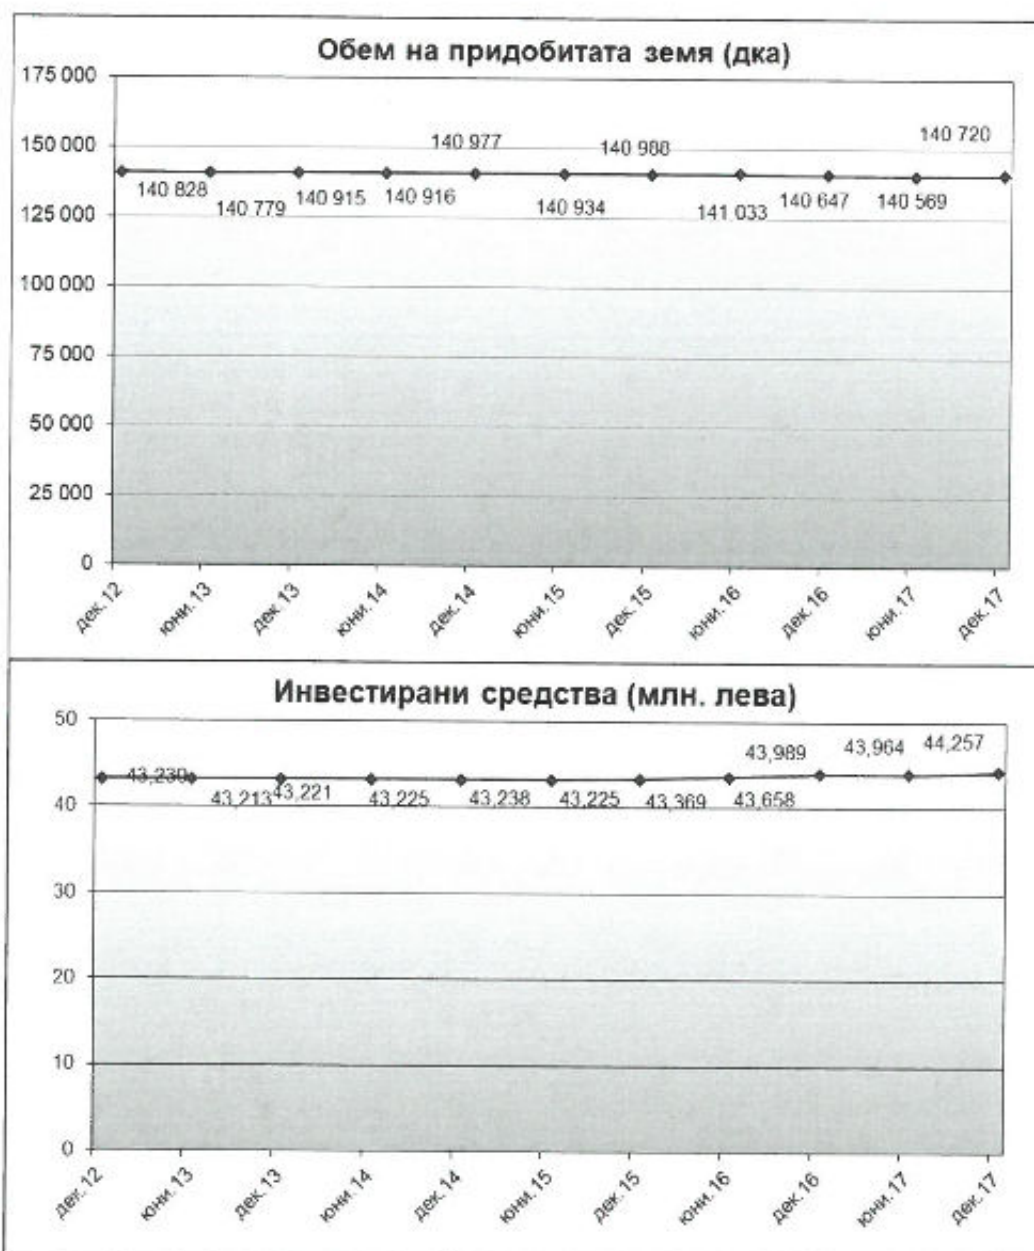 Обем на придобитата земя (дка)
175 000
150 000
125 000
100 000
75 000
50 000
25 000
0
140 828
140 779
140 915
140 916
140 977
140 934
140 988
141 033
140 647
140 569
140 720
дек.12
юни.13
дек.13
юни.14
дек.14
юни.15
дек.15
юни.16
дек.16
юни.17
дек.17
Инвестирани средства (млн. лева)
50
40
30
20
10
0
43,230
43,213
43,221
43,225
43,238
43,225
43,369
43,658
43,989
43,964
44,257
дек.12
юни.13
дек.13
юни.14
дек.14
юни.15
дек.15
юни.16
дек.16
юни.17
дек.17